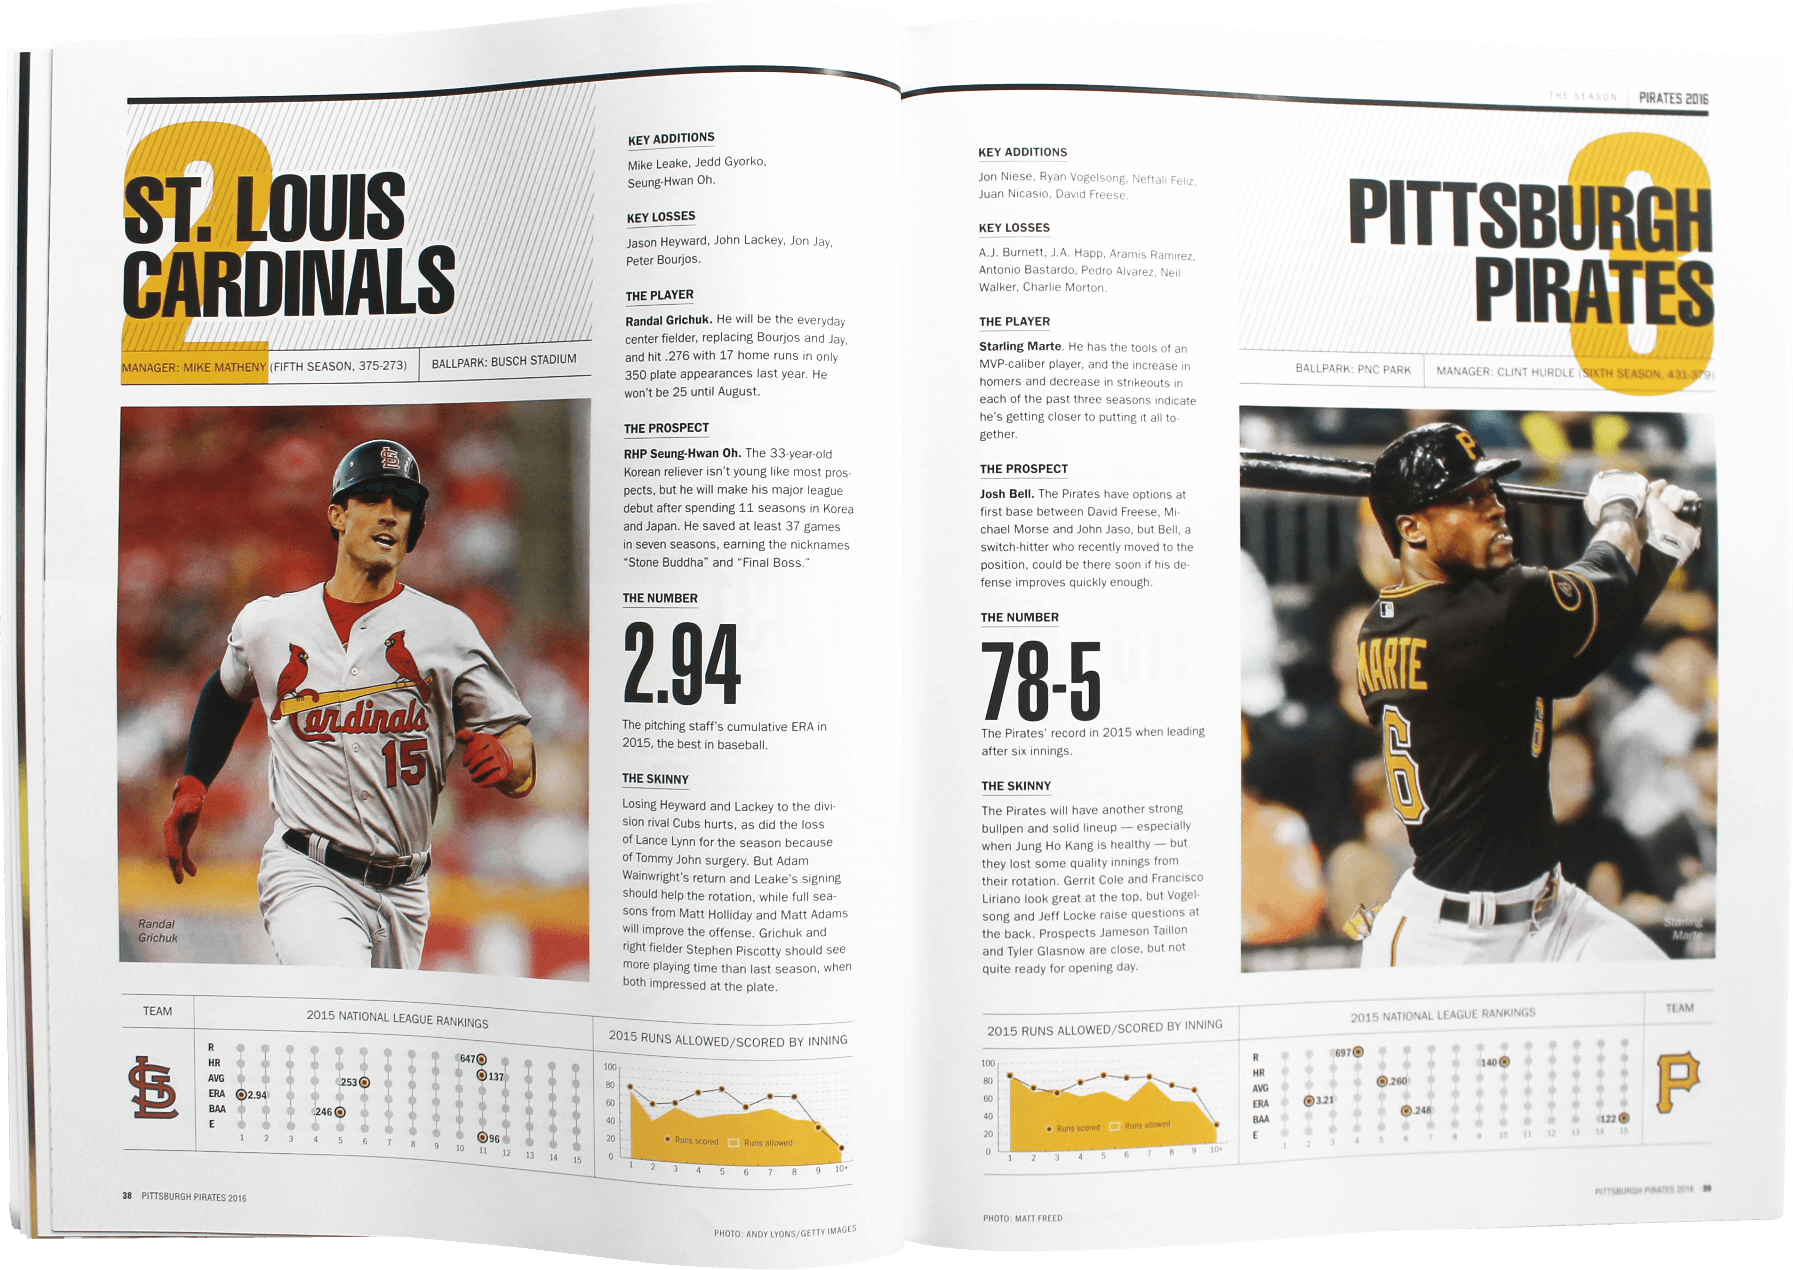 2
ST. LOUIS
CARDINALS
MANAGER: MIKE MATHENY (FIFTH SEASON, 375-273)
BALLPARK: BUSCH STADIUM
Cardinals
15
Randal
Grichuk
KEY ADDITIONS
Mike Leake, Jedd Gyorko,
Seung-Hwan Oh.
KEY LOSSES
Jason Heyward, John Lackey, Jon Jay,
Peter Bourjos.
THE PLAYER
Randal Grichuk. He will be the everyday
center fielder, replacing Bourjos and Jay,
and hit .276 with 17 home runs in only
350 plate appearances last year. He
won't be 25 until August.
THE PROSPECT
RHP Seung-Hwan Oh. The 33-year-old
Korean reliever isn't young like most pros-
pects, but he will make his major league
debut after spending 11 seasons in Korea
and Japan. He saved at least 37 games
in seven seasons, earning the nicknames
“Stone Buddha” and “Final Boss.”
THE NUMBER
2.94
The pitching staff's cumulative ERA in
2015, the best in baseball.
THE SKINNY
Losing Heyward and Lackey to the divi-
sion rival Cubs hurts, as did the loss
of Lance Lynn for the season because
of Tommy John surgery. But Adam
Wainwright's return and Leake's signing
should help the rotation, while full sea-
sons from Matt Holliday and Matt Adams
will improve the offense. Grichuk and
right fielder Stephen Piscotty should see
more playing time than last season, when
both impressed at the plate.
TEAM
STL
2015 NATIONAL LEAGUE RANKINGS
R 647
HR 137
AVG .253
ERA 2.94
BAA .246
E 96
1 2 3 4 5 6 7 8 9 10 11 12 13 14 15
2015 RUNS ALLOWED/SCORED BY INNING
100
80
60
40
20
0
Runs scored Runs allowed
1 2 3 4 5 6 7 8 9 10+
38 PITTSBURGH PIRATES 2016
PHOTO: ANDY LYONS/GETTY IMAGES
THE SEASON PIRATES 2016
KEY ADDITIONS
Jon Niese, Ryan Vogelsong, Neftali Feliz,
Juan Nicasio, David Freese.
KEY LOSSES
A.J. Burnett, J.A. Happ, Aramis Ramirez,
Antonio Bastardo, Pedro Alvarez, Neil
Walker, Charlie Morton.
THE PLAYER
Starling Marte. He has the tools of an
MVP-caliber player, and the increase in
homers and decrease in strikeouts in
each of the past three seasons indicate
he's getting closer to putting it all to-
gether.
THE PROSPECT
Josh Bell. The Pirates have options at
first base between David Freese, Mi-
chael Morse and John Jaso, but Bell, a
switch-hitter who recently moved to the
position, could be there soon if his de-
fense improves quickly enough.
THE NUMBER
78-5
The Pirates' record in 2015 when leading
after six innings.
THE SKINNY
The Pirates will have another strong
bullpen and solid lineup — especially
when Jung Ho Kang is healthy — but
they lost some quality innings from
their rotation. Gerrit Cole and Francisco
Liriano look great at the top, but Vogel-
song and Jeff Locke raise questions at
the back. Prospects Jameson Taillon
and Tyler Glasnow are close, but not
quite ready for opening day.
3
PITTSBURGH
PIRATES
BALLPARK: PNC PARK
MANAGER: CLINT HURDLE (SIXTH SEASON, 431-379)
P
MARTE
6
Starling
Marte
2015 RUNS ALLOWED/SCORED BY INNING
100
80
60
40
20
0
Runs scored Runs allowed
1 2 3 4 5 6 7 8 9 10+
2015 NATIONAL LEAGUE RANKINGS
R 697
HR 140
AVG .260
ERA 3.21
BAA .248
E 122
1 2 3 4 5 6 7 8 9 10 11 12 13 14 15
TEAM
P
PHOTO: MATT FREED
PITTSBURGH PIRATES 2016 39